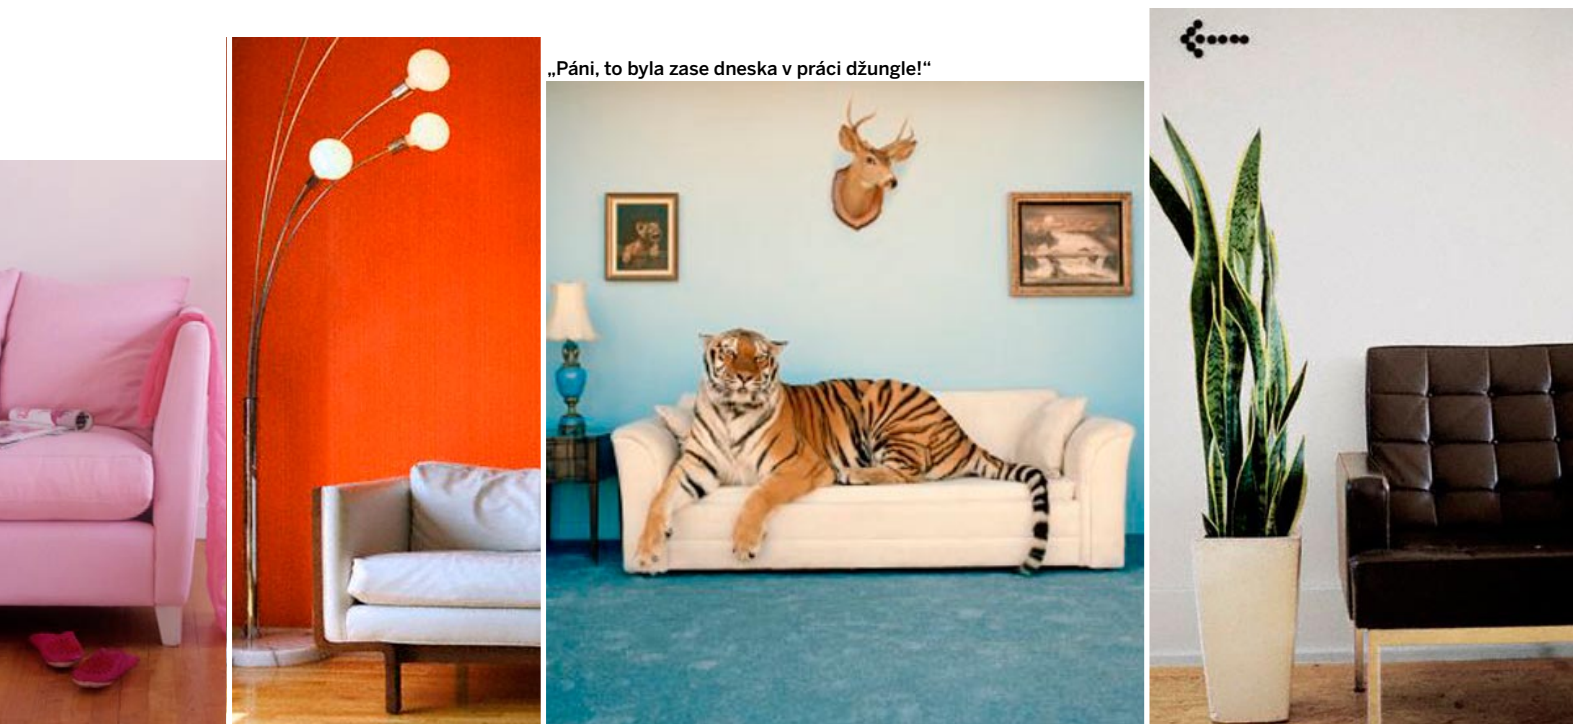 „Páni, to byla zase dneska v práci džungle!“